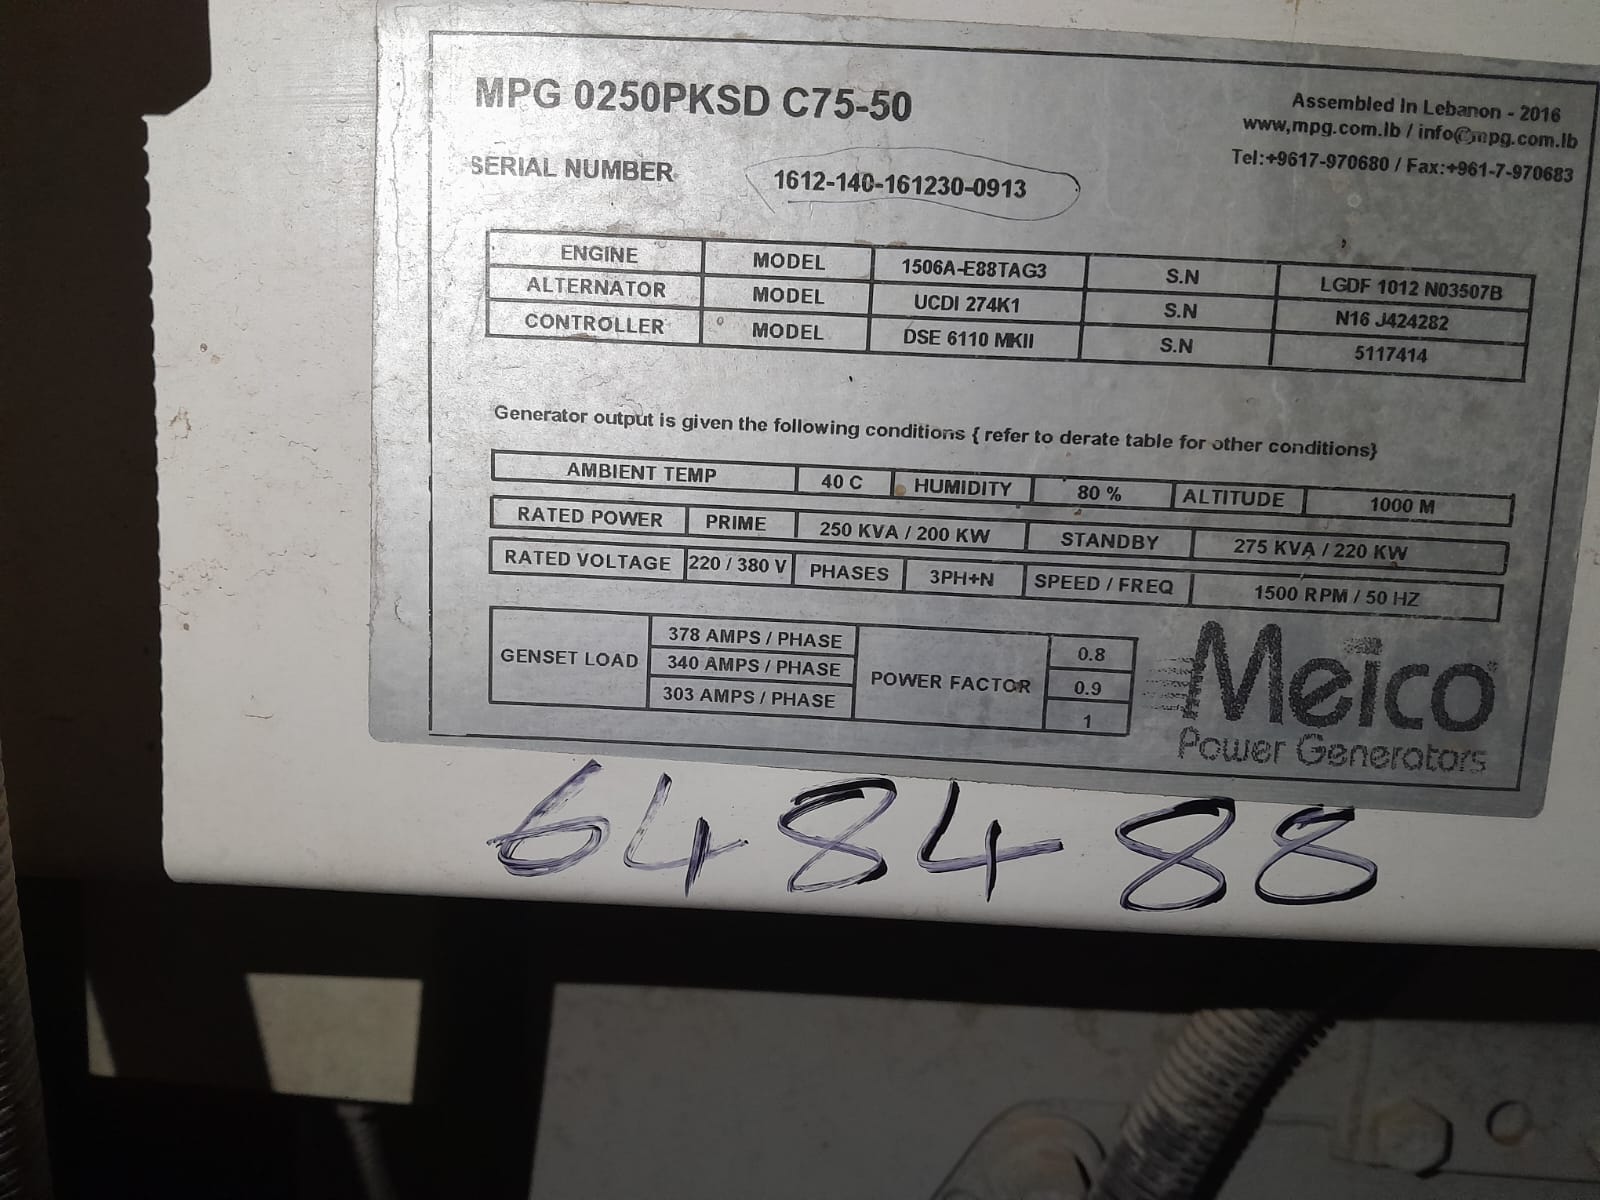 MPG 0250PKSD C75-50
Assembled In Lebanon - 2016
www,mpg.com.lb / info@mpg.com.lb
Tel:+9617-970680 / Fax:+961-7-970683
SERIAL NUMBER 1612-140-161230-0913
ENGINE MODEL 1506A-E88TAG3 S.N LGDF 1012 N03507B
ALTERNATOR MODEL UCDI 274K1 S.N N16 J424282
CONTROLLER MODEL DSE 6110 MKII S.N 5117414
Generator output is given the following conditions { refer to derate table for other conditions}
AMBIENT TEMP 40 C HUMIDITY 80 % ALTITUDE 1000 M
RATED POWER PRIME 250 KVA / 200 KW STANDBY 275 KVA / 220 KW
RATED VOLTAGE 220 / 380 V PHASES 3PH+N SPEED / FREQ 1500 RPM / 50 HZ
GENSET LOAD
378 AMPS / PHASE
340 AMPS / PHASE
303 AMPS / PHASE
POWER FACTOR
0.8
0.9
1
Meico
Power Generators
648488